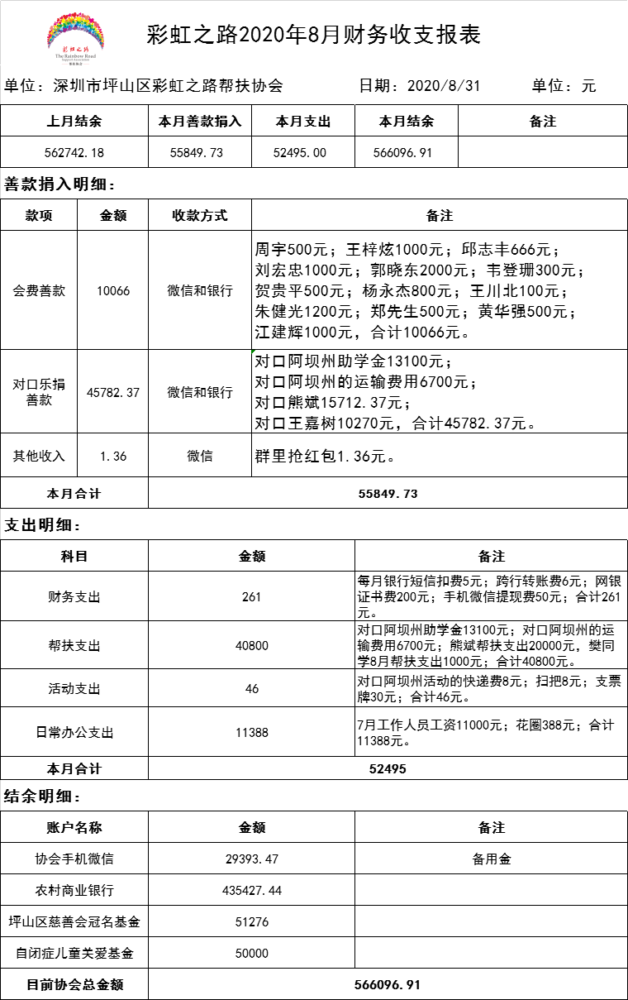 彩虹之路
The Rainbow Road
Support Association
彩虹之路2020年8月财务收支报表
单位：深圳市坪山区彩虹之路帮扶协会 日期：2020/8/31 单位：元
上月结余 本月善款捐入 本月支出 本月结余 备注
562742.18 55849.73 52495.00 566096.91
善款捐入明细：
款项 金额 收款方式 备注
会费善款 10066 微信和银行
周宇500元；王梓炫1000元；邱志丰666元；
刘宏忠1000元；郭晓东2000元；韦登珊300元；
贺贵平500元；杨永杰800元；王川北100元；
朱健光1200元；郑先生500元；黄华强500元；
江建辉1000元，合计10066元。
对口乐捐
善款
45782.37 微信和银行
对口阿坝州助学金13100元；
对口阿坝州的运输费用6700元；
对口熊斌15712.37元；
对口王嘉树10270元，合计45782.37元。
其他收入 1.36 微信 群里抢红包1.36元。
本月合计 55849.73
支出明细：
科目 金额 备注
财务支出 261
每月银行短信扣费5元；跨行转账费6元；网银
证书费200元；手机微信提现费50元；合计261
元。
帮扶支出 40800
对口阿坝州助学金13100元；对口阿坝州的运
输费用6700元；熊斌帮扶支出20000元，樊同
学8月帮扶支出1000元；合计40800元。
活动支出 46
对口阿坝州活动的快递费8元；扫把8元；支票
牌30元；合计46元。
日常办公支出 11388
7月工作人员工资11000元；花圈388元；合计
11388元。
本月合计 52495
结余明细：
账户名称 金额 备注
协会手机微信 29393.47 备用金
农村商业银行 435427.44
坪山区慈善会冠名基金 51276
自闭症儿童关爱基金 50000
目前协会总金额 566096.91